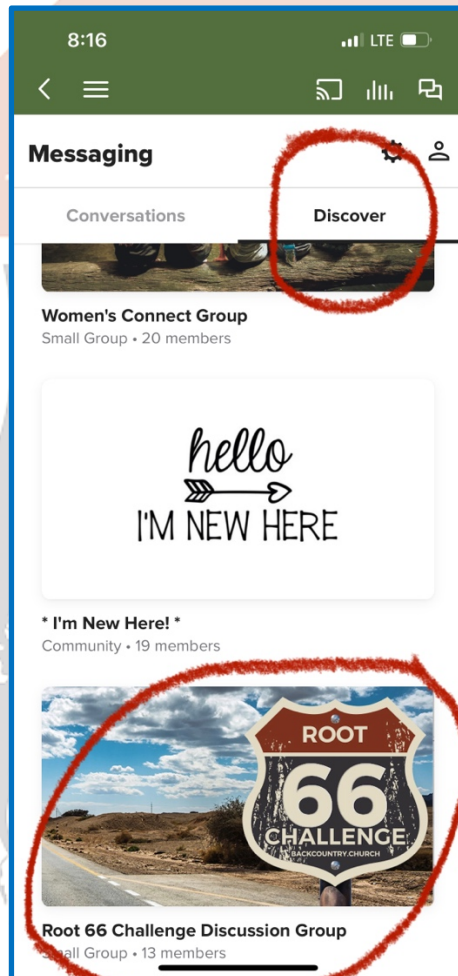 8:16
LTE
Messaging
Conversations
Discover
Women's Connect Group
Small Group • 20 members
hello
I'M NEW HERE
* I'm New Here! *
Community • 19 members
ROOT
66
CHALLENGE
BACKCOUNTRY.CHURCH
Root 66 Challenge Discussion Group
Small Group • 13 members